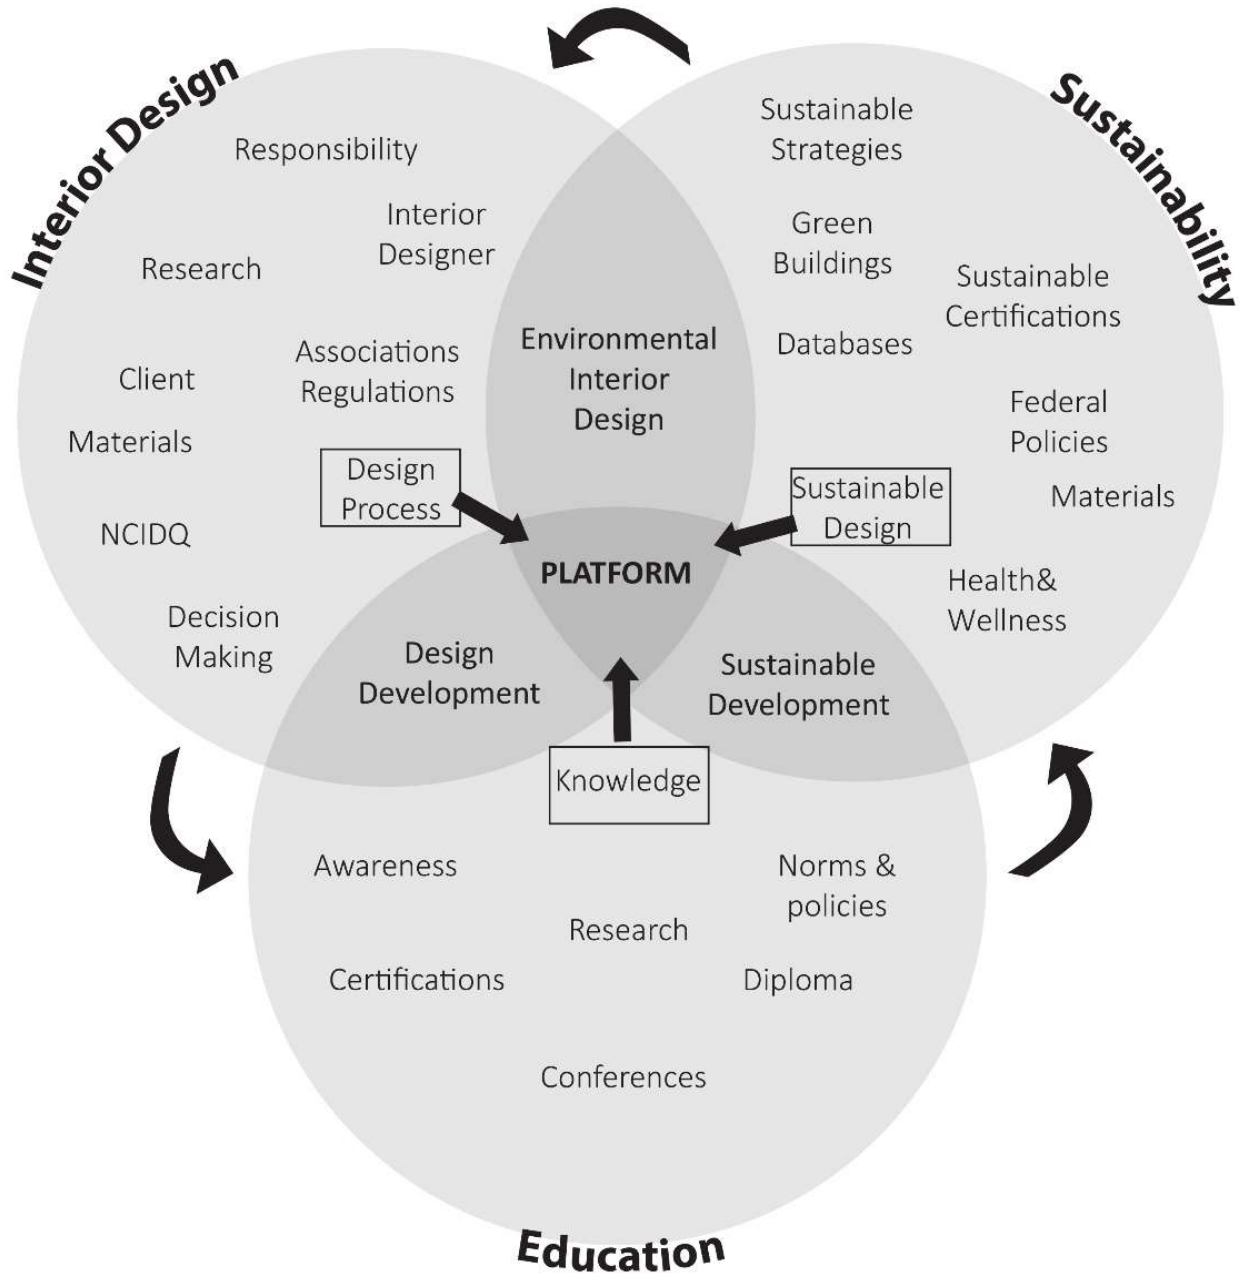 Interior Design
Sustainability
Responsibility
Interior
Designer
Research
Associations
Regulations
Client
Materials
Design
Process
NCIDQ
Decision
Making
Environmental
Interior
Design
Sustainable
Strategies
Green
Buildings
Sustainable
Certifications
Databases
Federal
Policies
Materials
Sustainable
Design
Health&
Wellness
PLATFORM
Design
Development
Sustainable
Development
Knowledge
Awareness
Norms &
policies
Research
Certifications
Diploma
Conferences
Education